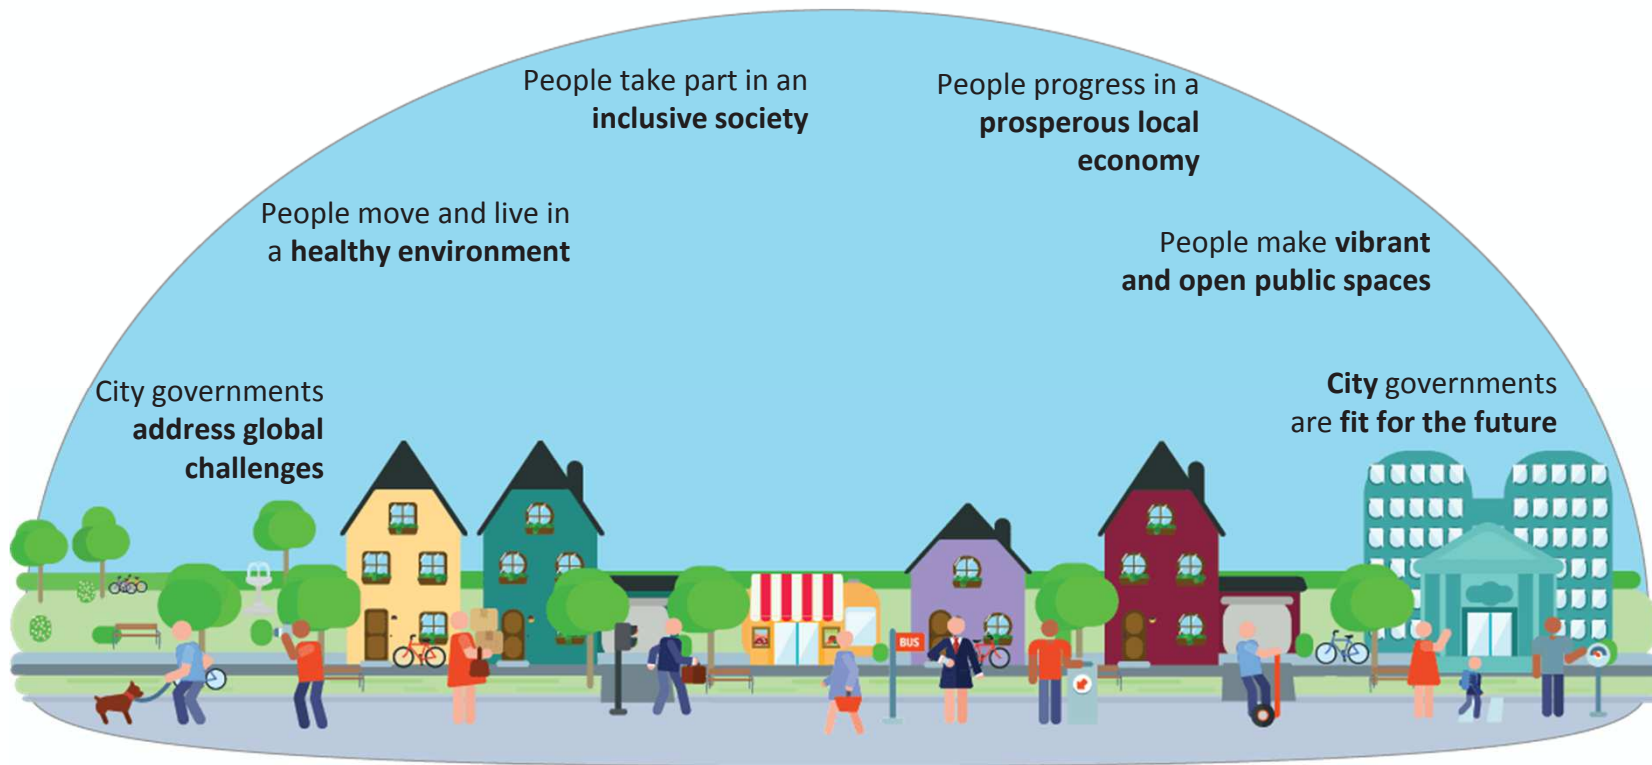 People take part in an
inclusive society
People progress in a
prosperous local
economy
People move and live in
a healthy environment
People make vibrant
and open public spaces
City governments
address global
challenges
City governments
are fit for the future
BUS